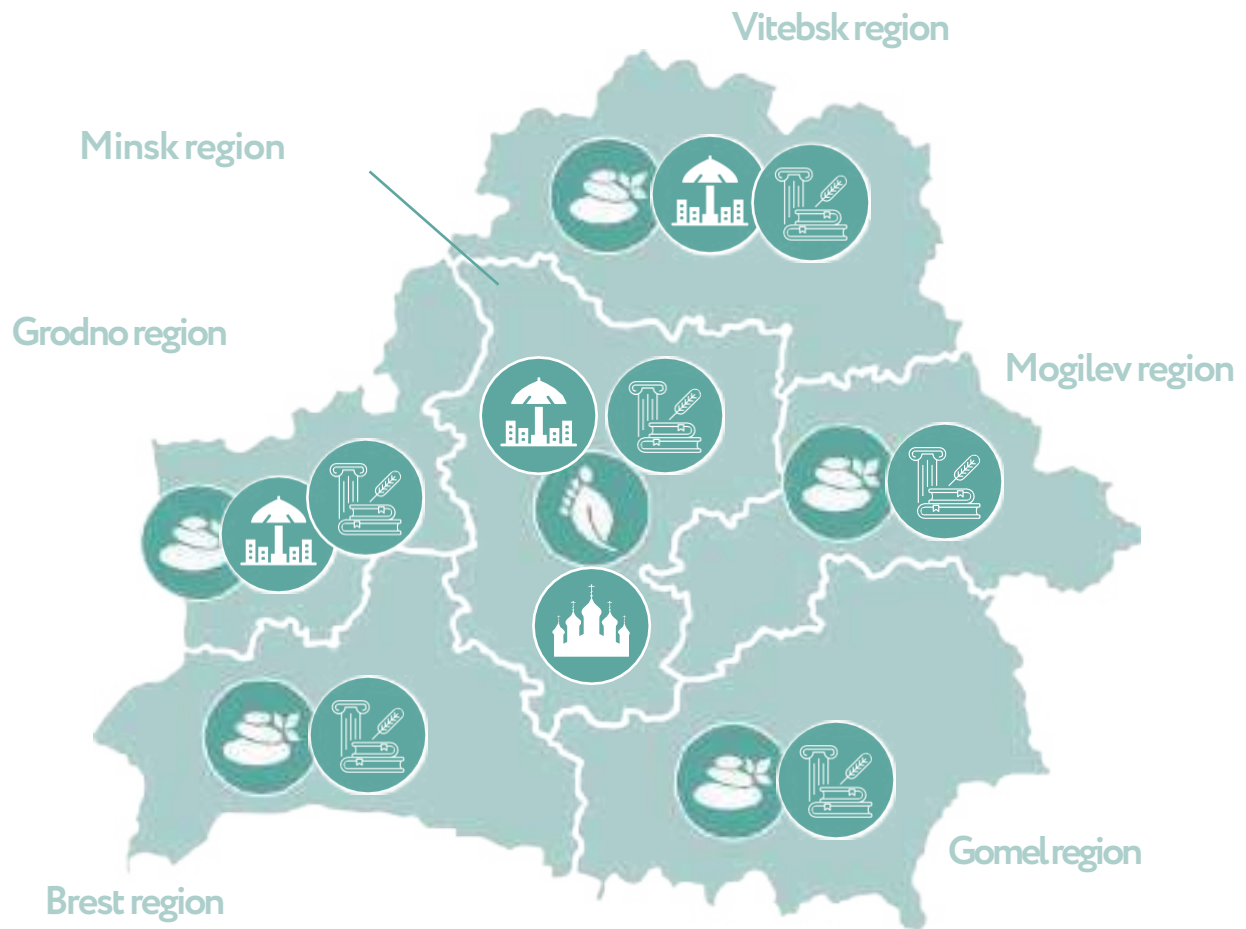 Vitebsk region
Minsk region
Grodno region
Mogilev region
Gomel region
Brest region